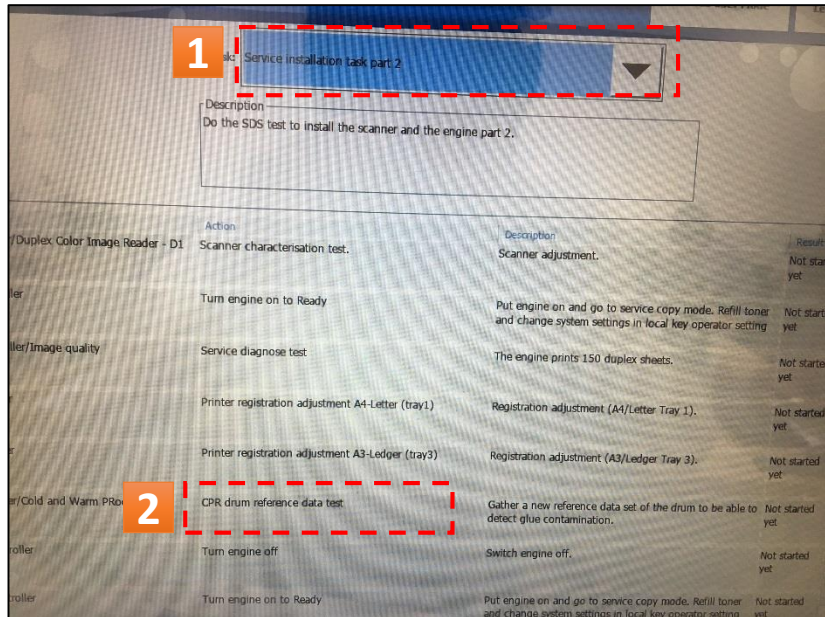 1
sk: Service installation task part 2
Description
Do the SDS test to install the scanner and the engine part 2.
Action
Description
Result
r/Duplex Color Image Reader - D1
Scanner characterisation test.
Scanner adjustment.
Not star
yet
ller
Turn engine on to Ready
Put engine on and go to service copy mode. Refill toner
and change system settings in local key operator setting
Not start
yet
ller/Image quality
Service diagnose test
The engine prints 150 duplex sheets.
Not starte
yet
Printer registration adjustment A4-Letter (tray1)
Registration adjustment (A4/Letter Tray 1).
Not started
yet
Printer registration adjustment A3-Ledger (tray3)
Registration adjustment (A3/Ledger Tray 3).
Not started
yet
er/Cold and Warm PRo
2
CPR drum reference data test
Gather a new reference data set of the drum to be able to
detect glue contamination.
Not started
yet
roller
Turn engine off
Switch engine off.
Not started
yet
troller
Turn engine on to Ready
Put engine on and go to service copy mode. Refill toner
and change system settings in local key operator setting
Not started
yet